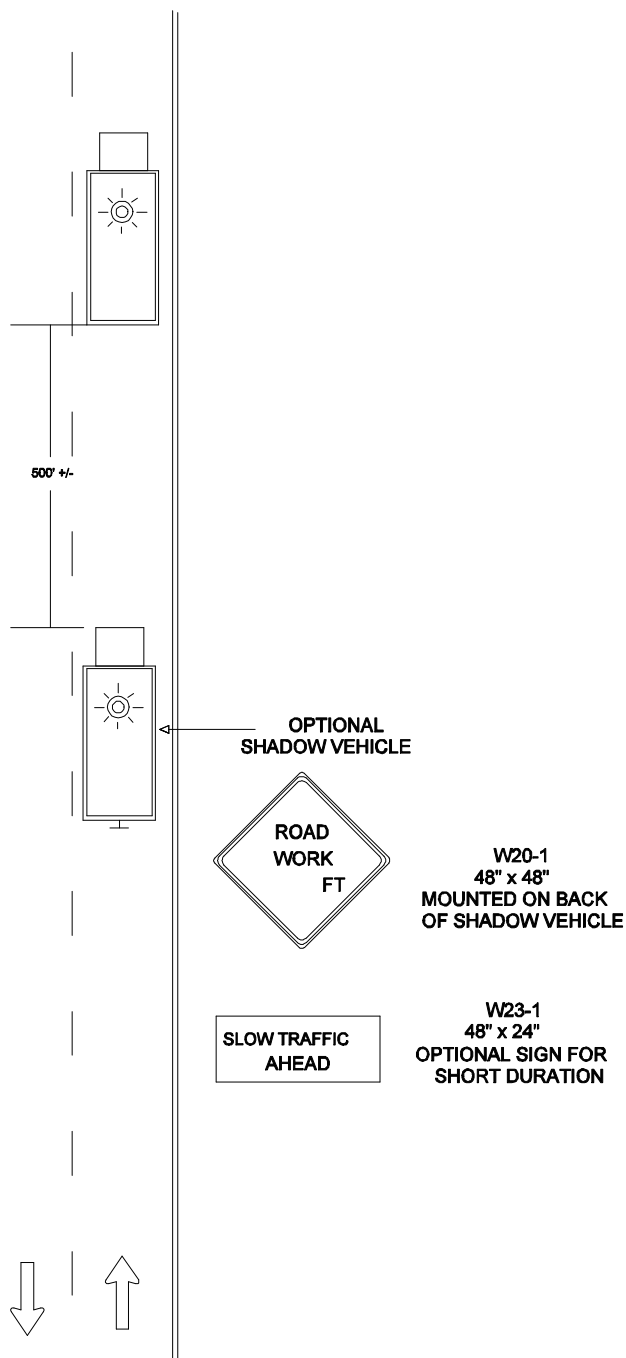 500' +/-
OPTIONAL
SHADOW VEHICLE
ROAD
WORK
FT
W20-1
48" x 48"
MOUNTED ON BACK
OF SHADOW VEHICLE
W23-1
48" x 24"
OPTIONAL SIGN FOR
SHORT DURATION
SLOW TRAFFIC
AHEAD